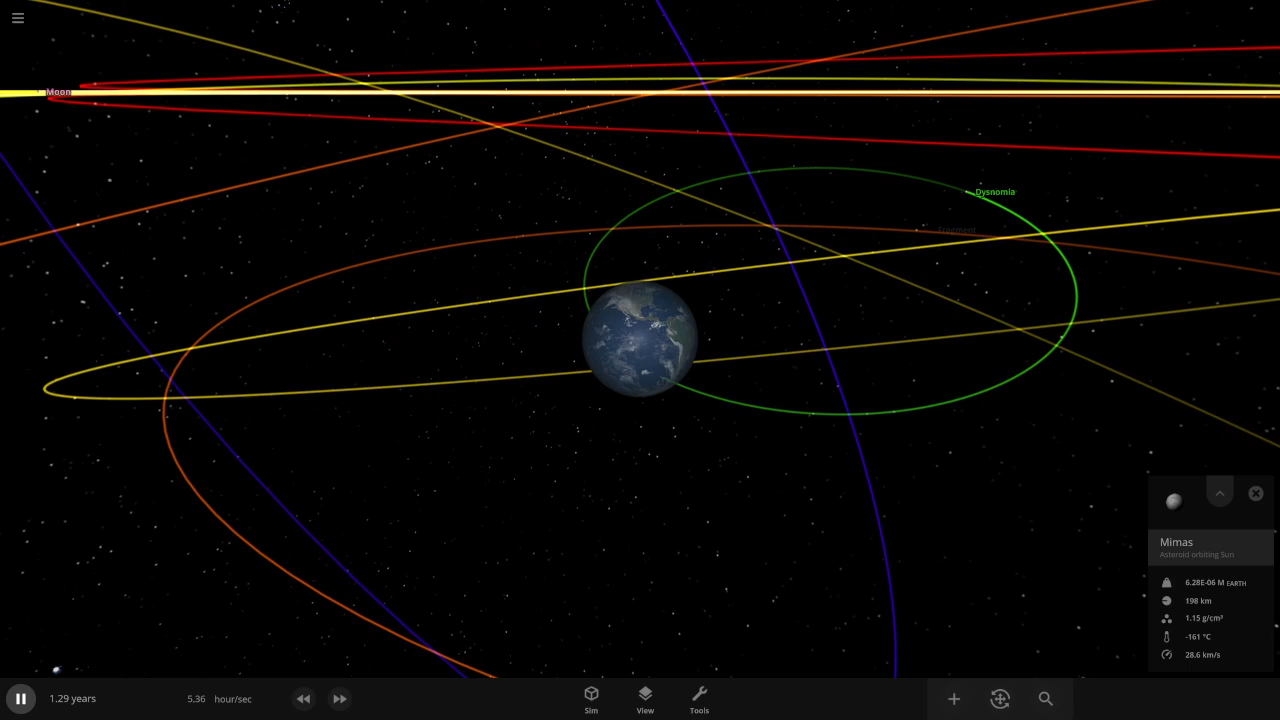 Moon
Dysnomia
Fragment
Mimas
Asteroid orbiting Sun
6.28E-06 M EARTH
198 km
1.15 g/cm³
-161 °C
28.6 km/s
1.29 years
5.36 hour/sec
Sim
View
Tools